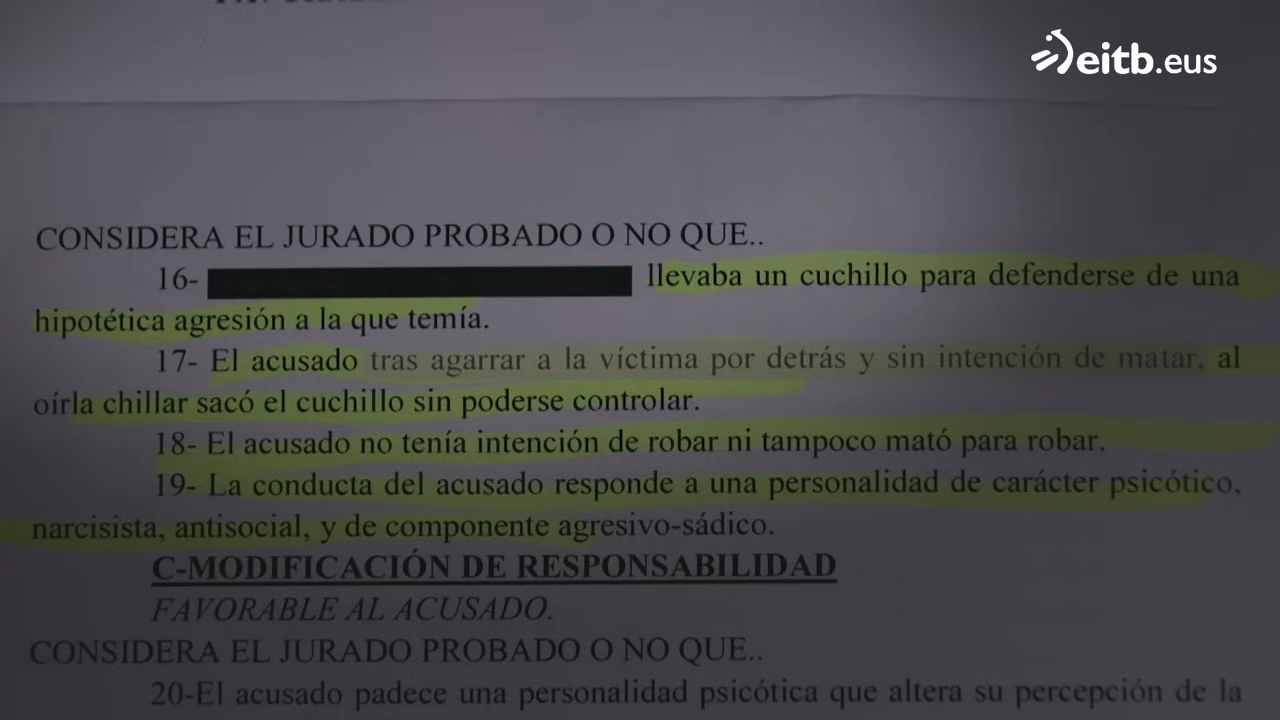 eitb.eus
CONSIDERA EL JURADO PROBADO O NO QUE..
16- llevaba un cuchillo para defenderse de una
hipotética agresión a la que temía.
17- El acusado tras agarrar a la víctima por detrás y sin intención de matar, al
oírla chillar sacó el cuchillo sin poderse controlar.
18- El acusado no tenía intención de robar ni tampoco mató para robar.
19- La conducta del acusado responde a una personalidad de carácter psicótico,
narcisista, antisocial, y de componente agresivo-sádico.
C-MODIFICACIÓN DE RESPONSABILIDAD
FAVORABLE AL ACUSADO.
CONSIDERA EL JURADO PROBADO O NO QUE..
20-El acusado padece una personalidad psicótica que altera su percepción de la